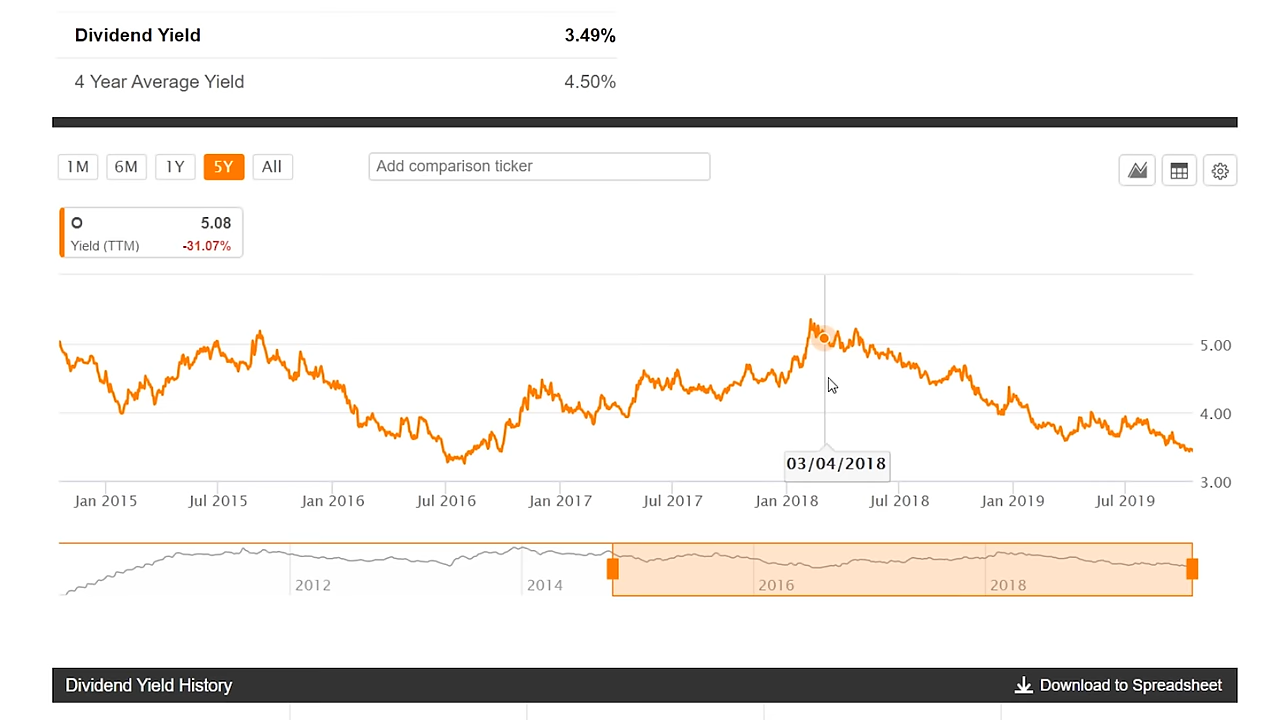 Dividend Yield 3.49%
4 Year Average Yield 4.50%
1M 6M 1Y 5Y All Add comparison ticker
O 5.08
Yield (TTM) -31.07%
5.00
4.00
03/04/2018
3.00
Jan 2015 Jul 2015 Jan 2016 Jul 2016 Jan 2017 Jul 2017 Jan 2018 Jul 2018 Jan 2019 Jul 2019
2012 2014 2016 2018
Dividend Yield History Download to Spreadsheet